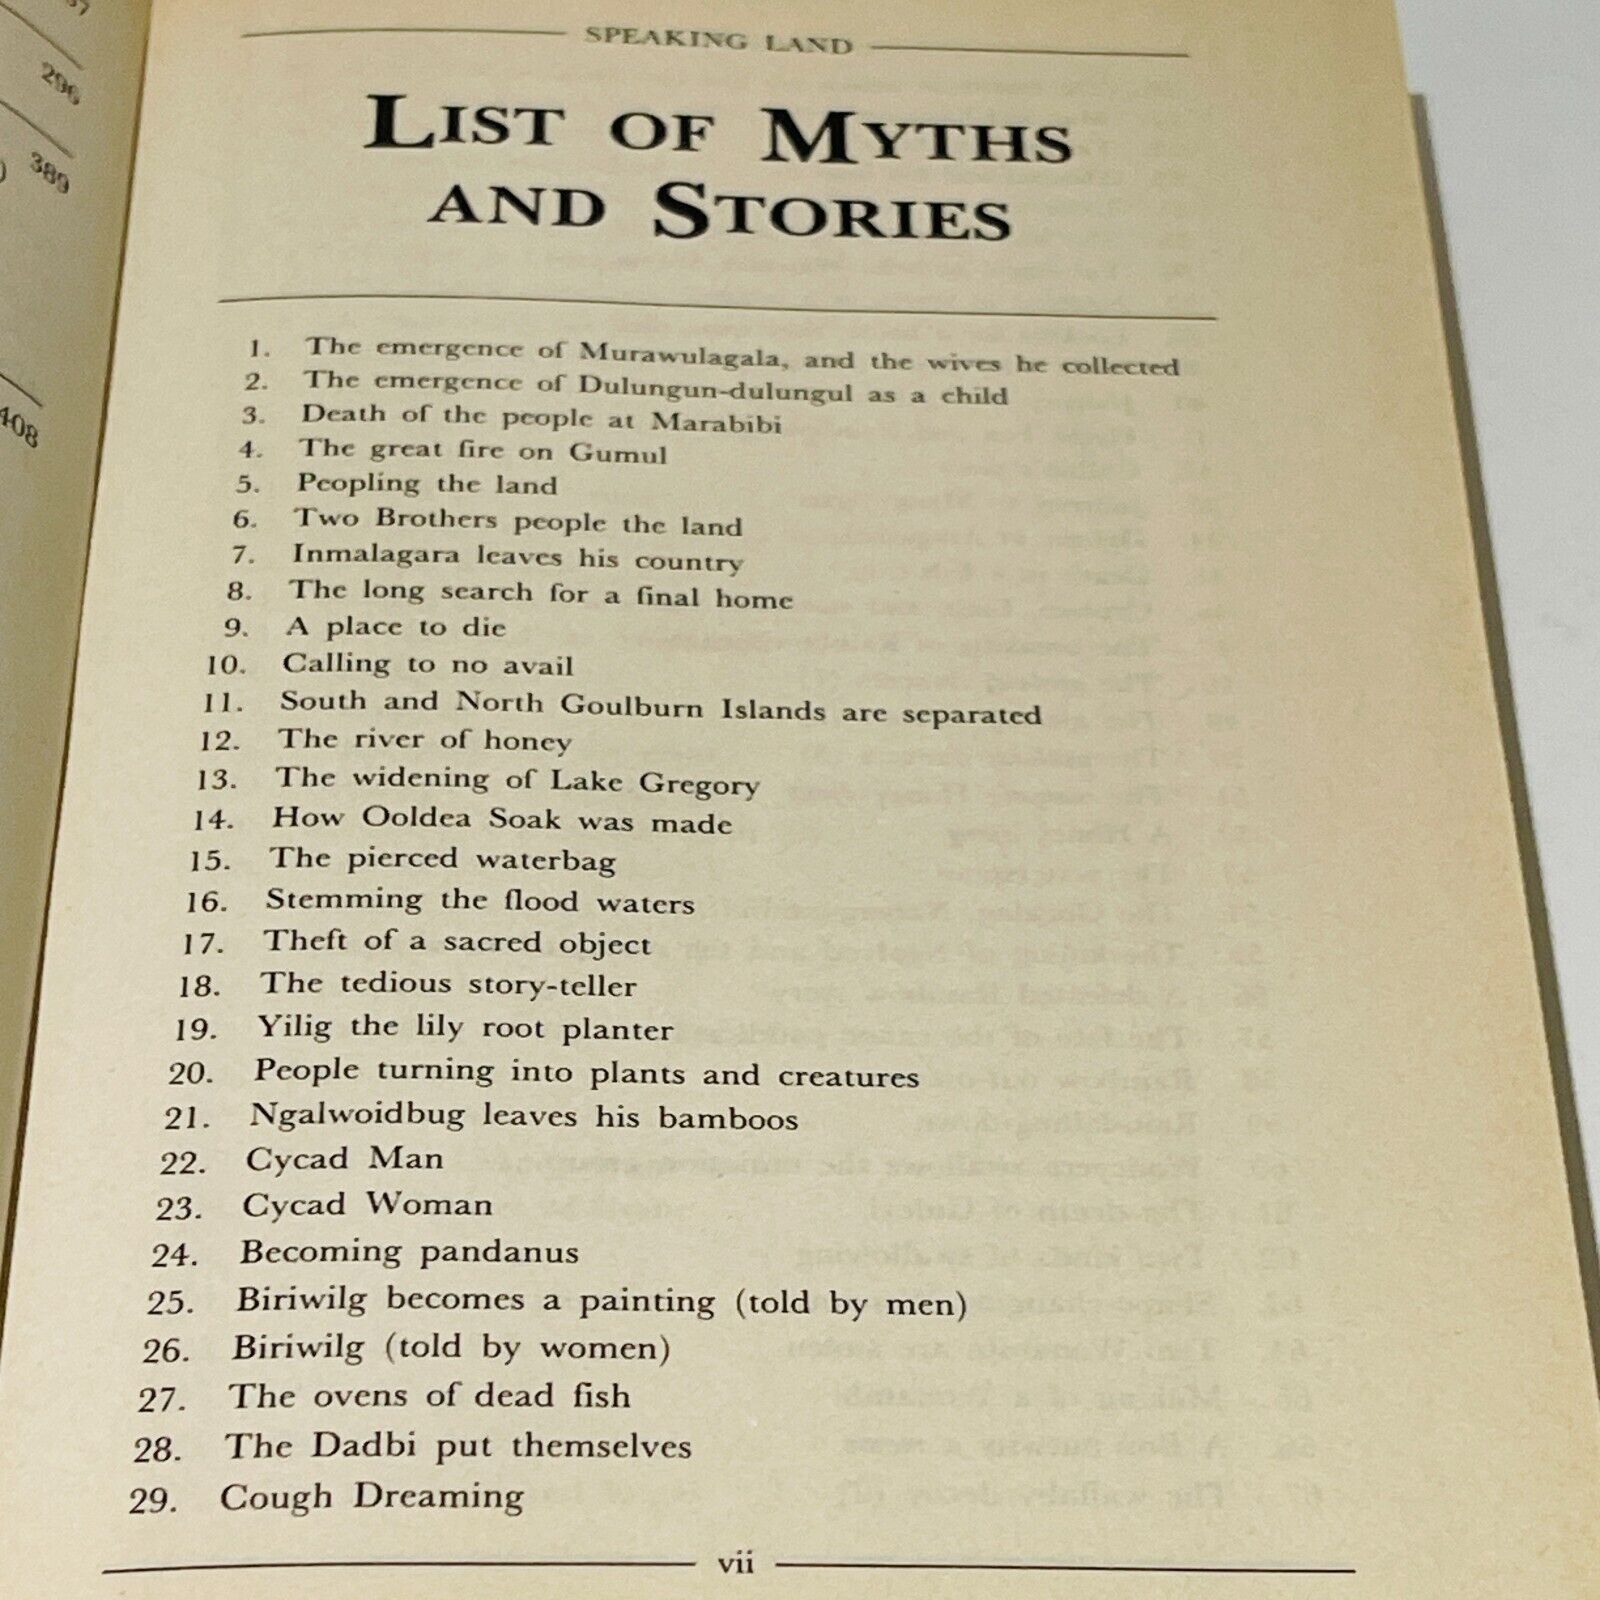 296
389
408
SPEAKING LAND
LIST OF MYTHS
AND STORIES
1. The emergence of Murawulagala, and the wives he collected
2. The emergence of Dulungun-dulungul as a child
3. Death of the people at Marabibi
4. The great fire on Gumul
5. Peopling the land
6. Two Brothers people the land
7. Inmalagara leaves his country
8. The long search for a final home
9. A place to die
10. Calling to no avail
11. South and North Goulburn Islands are separated
12. The river of honey
13. The widening of Lake Gregory
14. How Ooldea Soak was made
15. The pierced waterbag
16. Stemming the flood waters
17. Theft of a sacred object
18. The tedious story-teller
19. Yilig the lily root planter
20. People turning into plants and creatures
21. Ngalwoidbug leaves his bamboos
22. Cycad Man
23. Cycad Woman
24. Becoming pandanus
25. Biriwilg becomes a painting (told by men)
26. Biriwilg (told by women)
27. The ovens of dead fish
28. The Dadbi put themselves
29. Cough Dreaming
vii